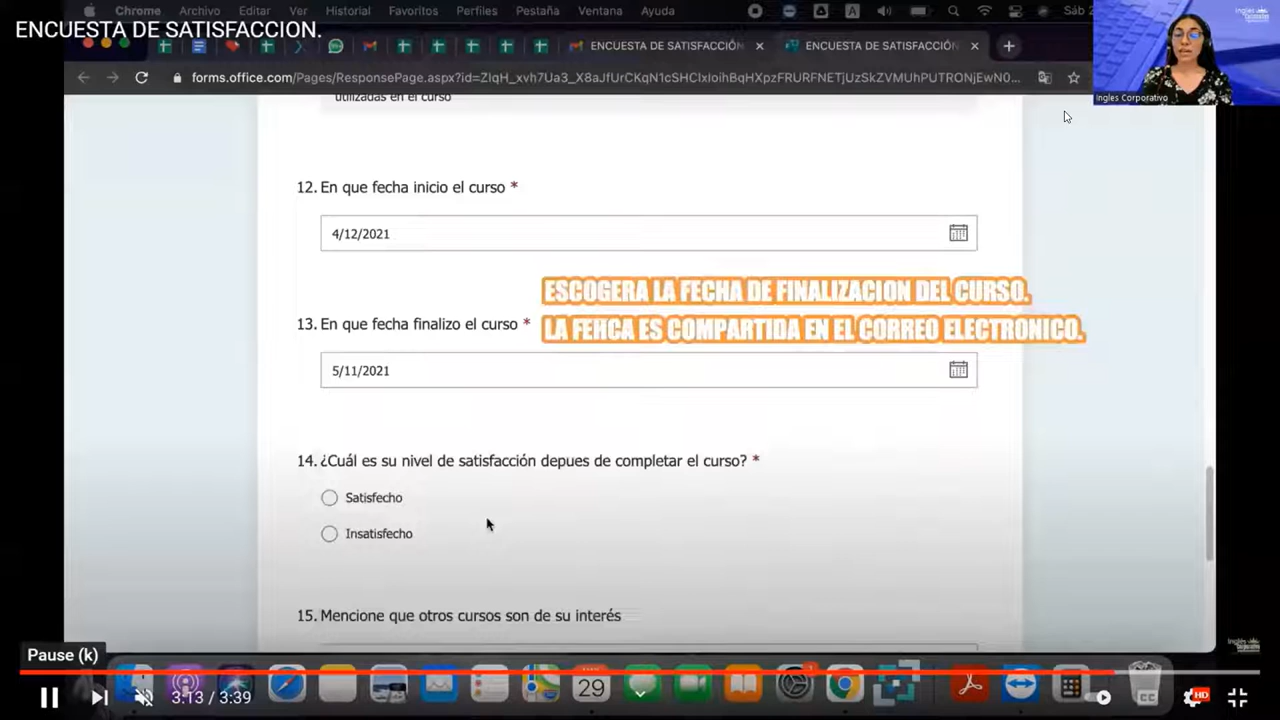 ENCUESTA DE SATISFACCION.
Chrome Archivo Editar Ver Historial Favoritos Perfiles Pestaña Ventana Ayuda
A
Sáb 2
ENCUESTA DE SATISFACCIÓN
ENCUESTA DE SATISFACCIÓN
forms.office.com/Pages/ResponsePage.aspx?id=
Ingles Corporativo
utilizadas en el curso
12. En que fecha inicio el curso *
4/12/2021
ESCOGERA LA FECHA DE FINALIZACION DEL CURSO.
13. En que fecha finalizo el curso *
LA FEHCA ES COMPARTIDA EN EL CORREO ELECTRONICO.
5/11/2021
14. ¿Cuál es su nivel de satisfacción depues de completar el curso? *
Satisfecho
Insatisfecho
15. Mencione que otros cursos son de su interés
Pause (k)
29
3:13 / 3:39
HD